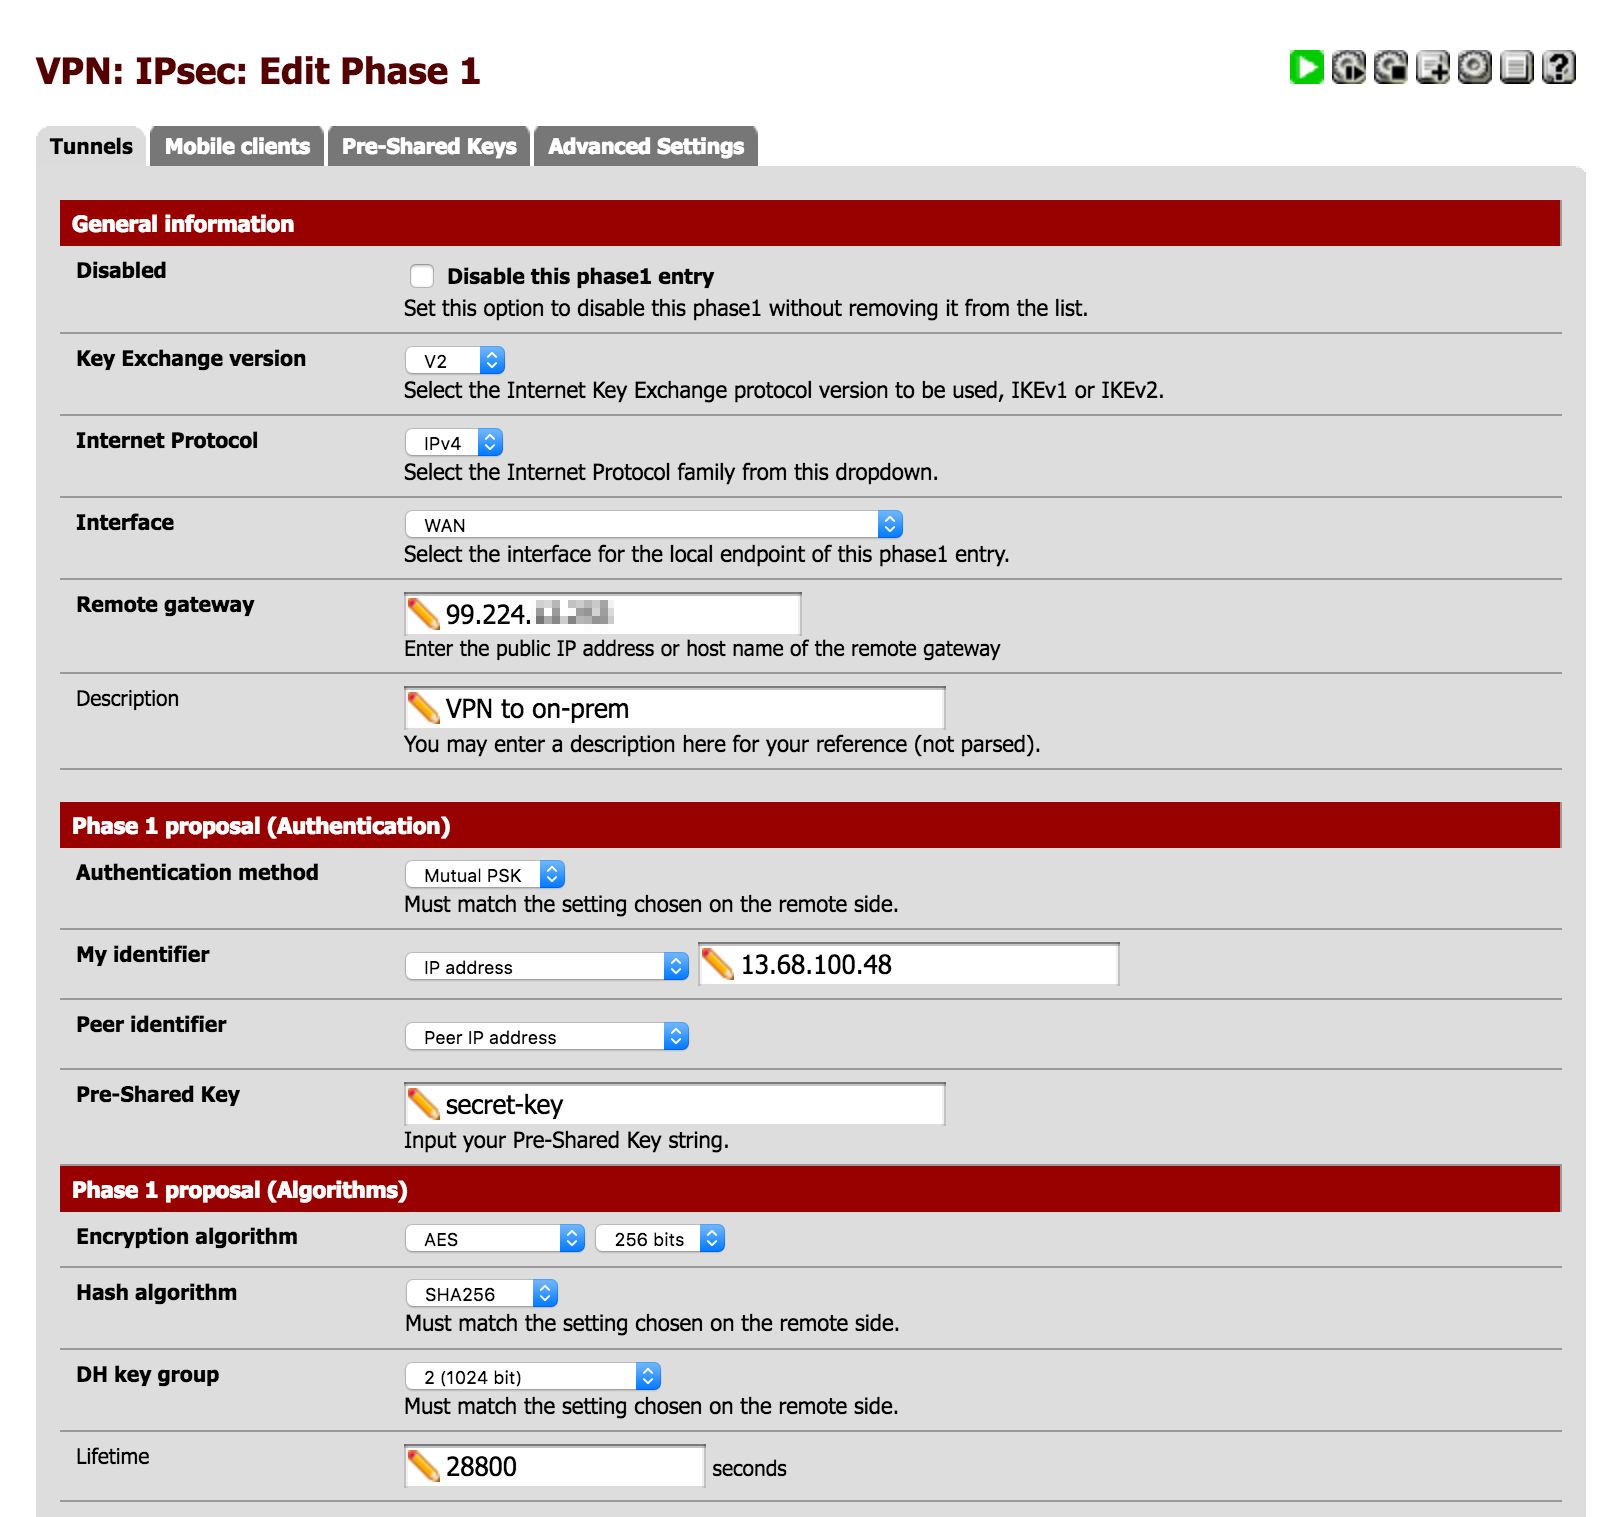 VPN: IPsec: Edit Phase 1
Tunnels Mobile clients Pre-Shared Keys Advanced Settings
General information
Disabled
Disable this phase1 entry
Set this option to disable this phase1 without removing it from the list.
Key Exchange version
V2
Select the Internet Key Exchange protocol version to be used, IKEv1 or IKEv2.
Internet Protocol
IPv4
Select the Internet Protocol family from this dropdown.
Interface
WAN
Select the interface for the local endpoint of this phase1 entry.
Remote gateway
99.224.
Enter the public IP address or host name of the remote gateway
Description
VPN to on-prem
You may enter a description here for your reference (not parsed).
Phase 1 proposal (Authentication)
Authentication method
Mutual PSK
Must match the setting chosen on the remote side.
My identifier
IP address 13.68.100.48
Peer identifier
Peer IP address
Pre-Shared Key
secret-key
Input your Pre-Shared Key string.
Phase 1 proposal (Algorithms)
Encryption algorithm
AES 256 bits
Hash algorithm
SHA256
Must match the setting chosen on the remote side.
DH key group
2 (1024 bit)
Must match the setting chosen on the remote side.
Lifetime
28800 seconds